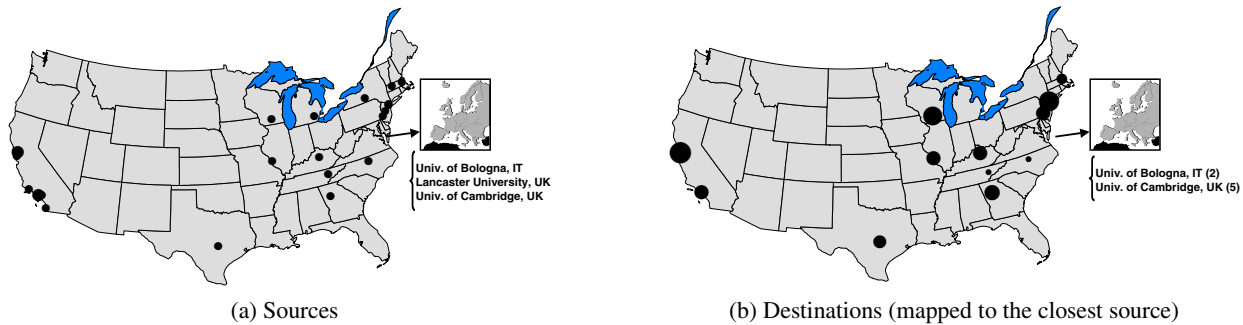 Univ. of Bologna, IT
Lancaster University, UK
Univ. of Cambridge, UK
(a) Sources
Univ. of Bologna, IT (2)
Univ. of Cambridge, UK (5)
(b) Destinations (mapped to the closest source)